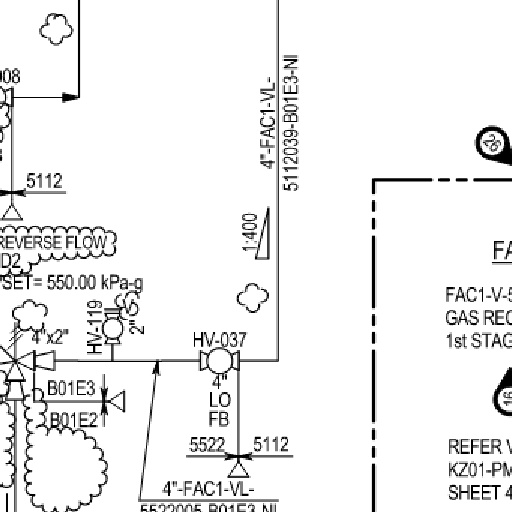 4"-FAC1-VL-
5112039-B01E3-NI
5112
1:400
REVERSE FLOW
SET= 550.00 kPa-g
HV-119
2"
4"x2"
HV-037
4"
LO
FB
B01E3
B01E2
5522
5112
4"-FAC1-VL-
5522005-B01E3-NI
26
FA
FAC1-V-5
GAS REC
1st STAG
16
REFER V
KZ01-PM
SHEET 4